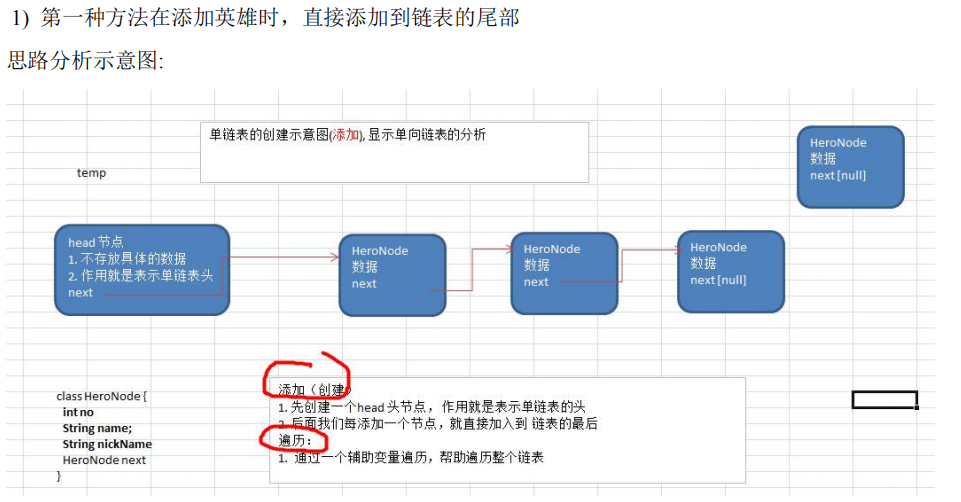 1) 第一种方法在添加英雄时，直接添加到链表的尾部
思路分析示意图:
单链表的创建示意图(添加), 显示单向链表的分析
temp
HeroNode
数据
next [null]
head 节点
1. 不存放具体的数据
2. 作用就是表示单链表头
next
HeroNode
数据
next
HeroNode
数据
next
HeroNode
数据
next [null]
class HeroNode {
int no
String name;
String nickName
HeroNode next
}
添加（创建）
1. 先创建一个head 头节点， 作用就是表示单链表的头
2. 后面我们每添加一个节点，就直接加入到 链表的最后
遍历：
1. 通过一个辅助变量遍历，帮助遍历整个链表